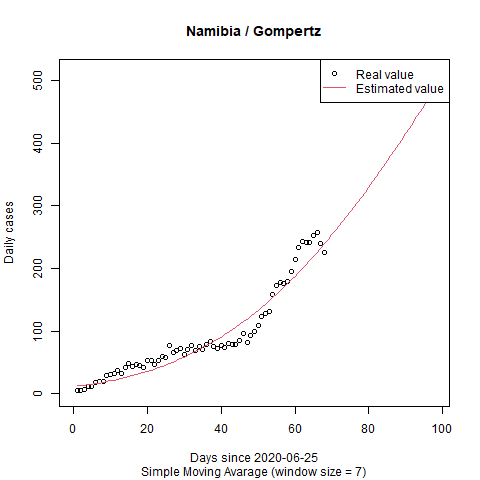 Namibia / Gompertz
Real value
Estimated value
500
400
300
200
100
0
Daily cases
0 20 40 60 80 100
Days since 2020-06-25
Simple Moving Avarage (window size = 7)